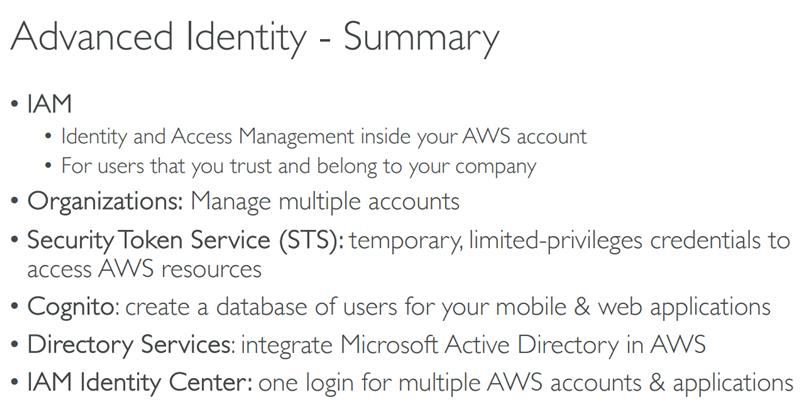 Advanced Identity - Summary
• IAM
• Identity and Access Management inside your AWS account
• For users that you trust and belong to your company
• Organizations: Manage multiple accounts
• Security Token Service (STS): temporary, limited-privileges credentials to
access AWS resources
• Cognito: create a database of users for your mobile & web applications
• Directory Services: integrate Microsoft Active Directory in AWS
• IAM Identity Center: one login for multiple AWS accounts & applications